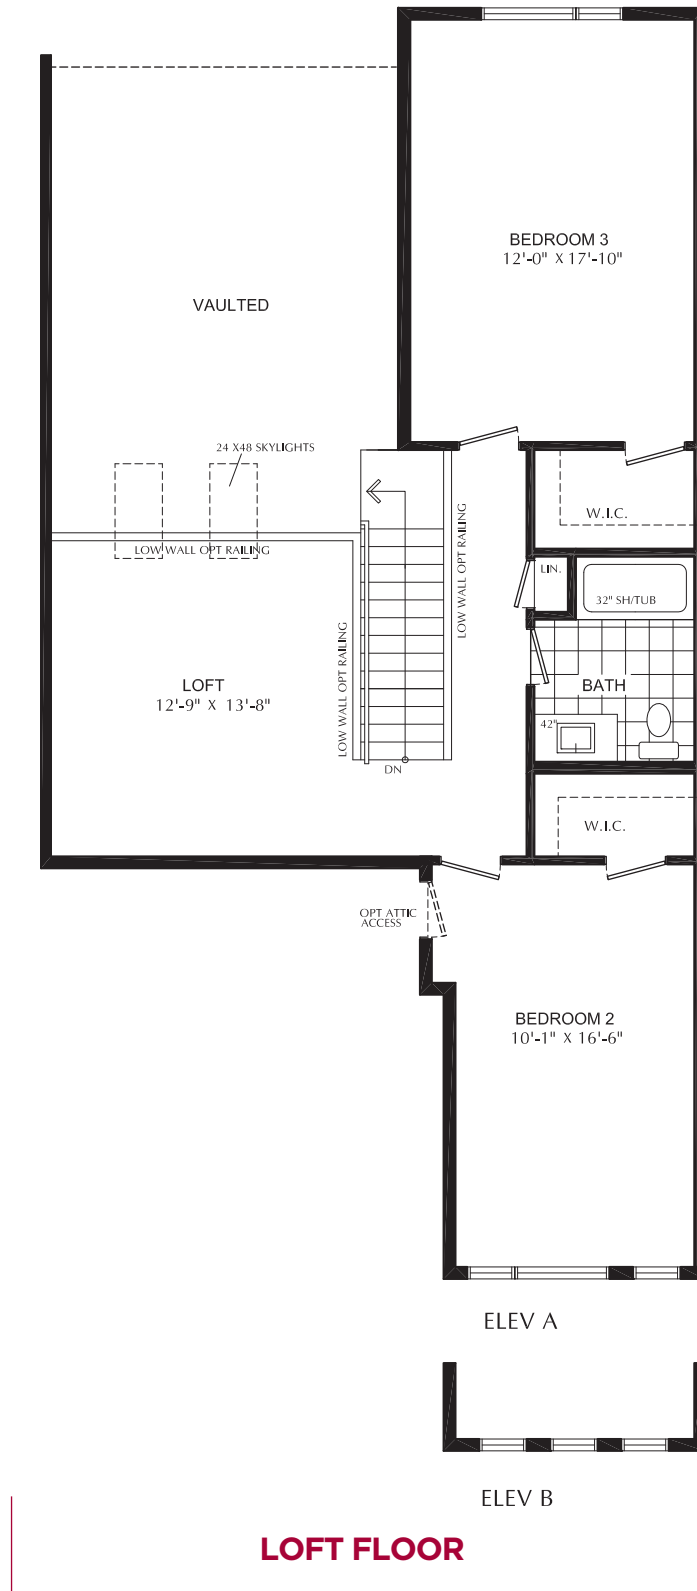 BEDROOM 3
12'-0" X 17'-10"
VAULTED
24 X48 SKYLIGHTS
W.I.C.
LOW WALL OPT RAILING
LOW WALL OPT RAILING
LIN.
32" SH/TUB
LOW WALL OPT RAILING
LOFT
12'-9" X 13'-8"
BATH
42"
DN
W.I.C.
OPT ATTIC
ACCESS
BEDROOM 2
10'-1" X 16'-6"
ELEV A
ELEV B
LOFT FLOOR